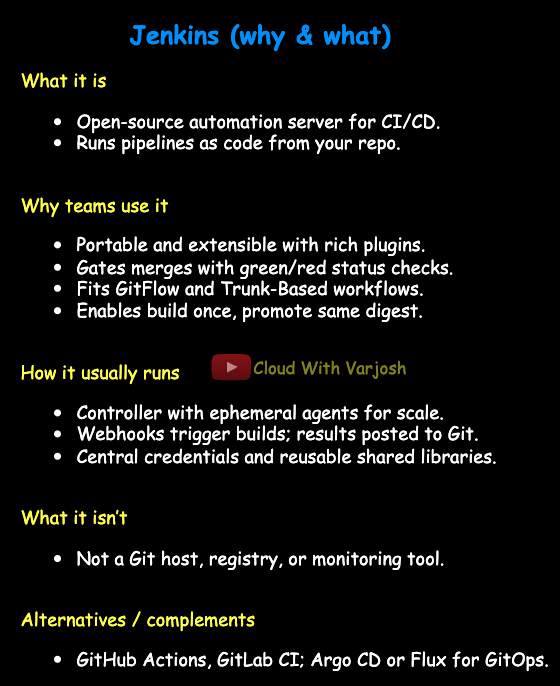 Jenkins (why & what)
What it is
• Open-source automation server for CI/CD.
• Runs pipelines as code from your repo.
Why teams use it
• Portable and extensible with rich plugins.
• Gates merges with green/red status checks.
• Fits GitFlow and Trunk-Based workflows.
• Enables build once, promote same digest.
How it usually runs
Cloud With Varjosh
• Controller with ephemeral agents for scale.
• Webhooks trigger builds; results posted to Git.
• Central credentials and reusable shared libraries.
What it isn't
• Not a Git host, registry, or monitoring tool.
Alternatives / complements
• GitHub Actions, GitLab CI; Argo CD or Flux for GitOps.